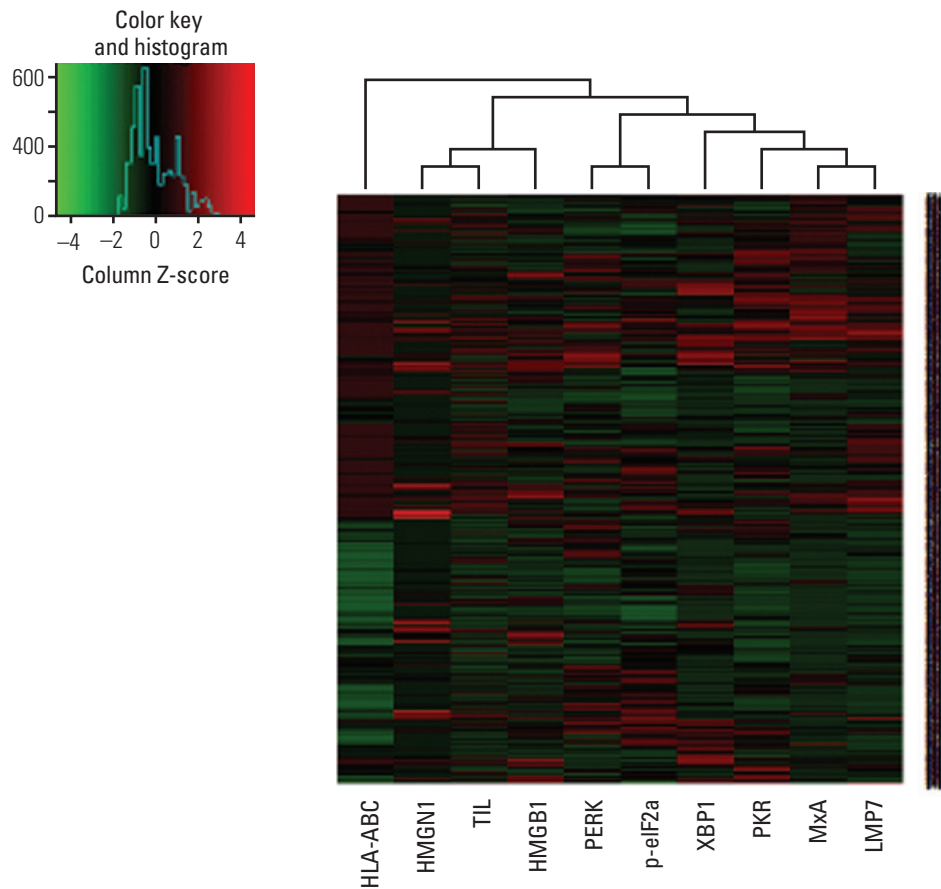 Color key
and histogram
600
400
200
0
−4 −2 0 2 4
Column Z-score
HLA-ABC
HMGN1
TIL
HMGB1
PERK
p-eIF2a
XBP1
PKR
MxA
LMP7